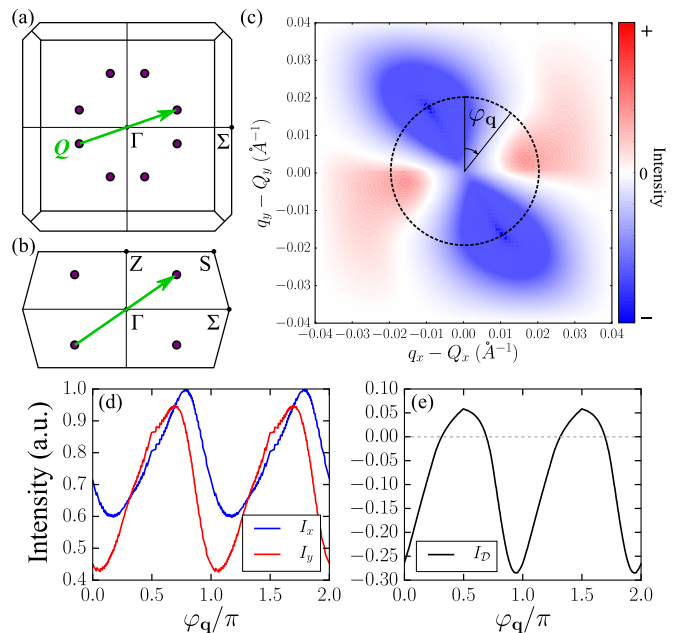 (a)
Q
Γ
Σ
(b)
Z
S
Γ
Σ
(c)
φq
0.04
0.03
0.02
0.01
0.00
−0.01
−0.02
−0.03
−0.04
qy − Qy (Å−1)
−0.04 −0.03 −0.02 −0.01 0.00 0.01 0.02 0.03 0.04
qx − Qx (Å−1)
+
0
−
Intensity
(d)
1.0
0.9
0.8
0.7
0.6
0.5
0.4
Intensity (a.u.)
Ix
Iy
0.0 0.5 1.0 1.5 2.0
φq/π
(e)
0.10
0.05
0.00
−0.05
−0.10
−0.15
−0.20
−0.25
−0.30
ID
0.0 0.5 1.0 1.5 2.0
φq/π